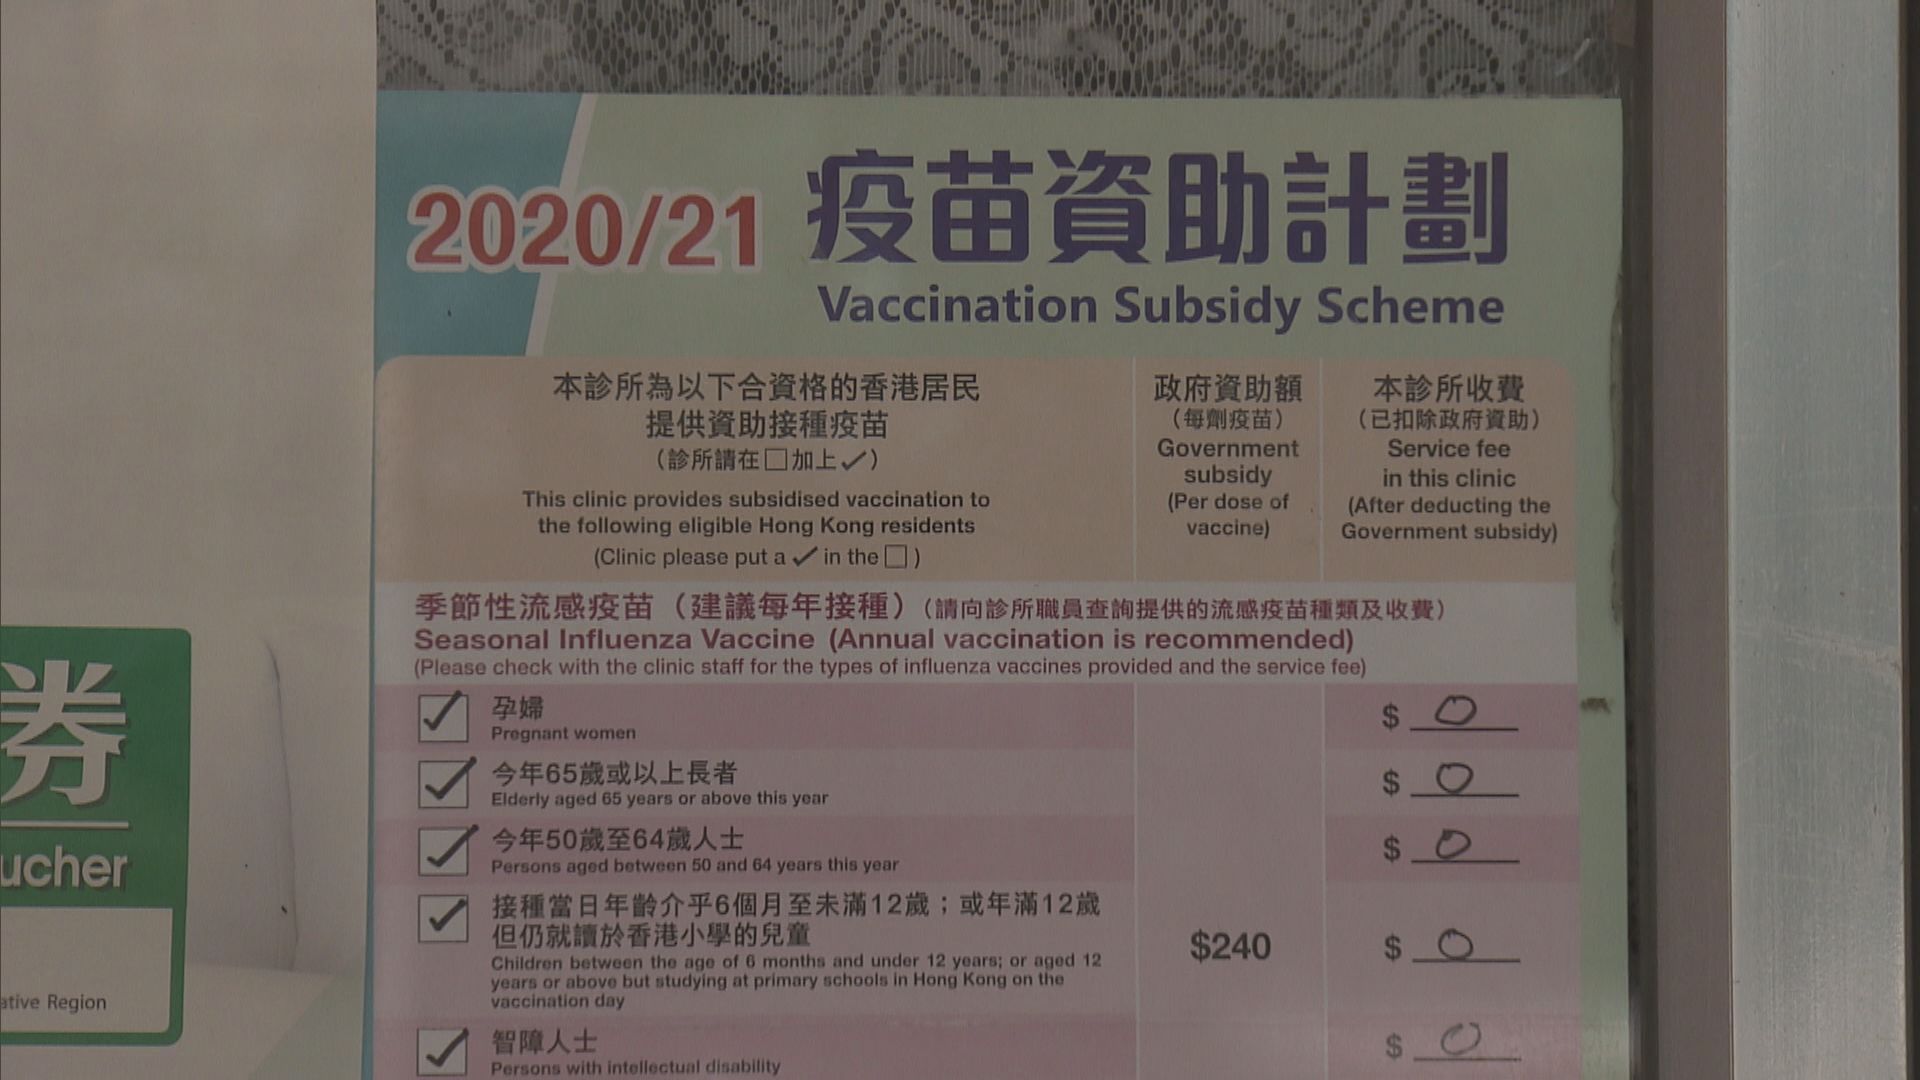 2020/21
疫苗資助計劃
Vaccination Subsidy Scheme
本診所為以下合資格的香港居民
提供資助接種疫苗
（診所請在□加上✓）
This clinic provides subsidised vaccination to
the following eligible Hong Kong residents
(Clinic please put a ✓ in the □ )
政府資助額
（每劑疫苗）
Government
subsidy
(Per dose of
vaccine)
本診所收費
（已扣除政府資助）
Service fee
in this clinic
(After deducting the
Government subsidy)
季節性流感疫苗（建議每年接種）（請向診所職員查詢提供的流感疫苗種類及收費）
Seasonal Influenza Vaccine (Annual vaccination is recommended)
(Please check with the clinic staff for the types of influenza vaccines provided and the service fee)
孕婦
Pregnant women
$ 0
今年65歲或以上長者
Elderly aged 65 years or above this year
$ 0
今年50歲至64歲人士
Persons aged between 50 and 64 years this year
$ 0
接種當日年齡介乎6個月至未滿12歲；或年滿12歲
但仍就讀於香港小學的兒童
Children between the age of 6 months and under 12 years; or aged 12
years or above but studying at primary schools in Hong Kong on the
vaccination day
$240
$ 0
智障人士
Persons with intellectual disability
$ 0
券
ucher
ative Region